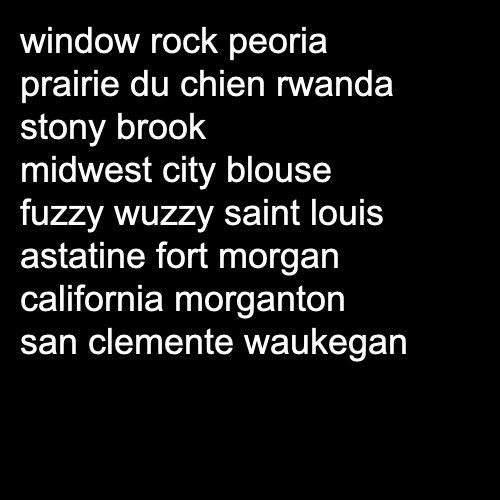 window rock peoria
prairie du chien rwanda
stony brook
midwest city blouse
fuzzy wuzzy saint louis
astatine fort morgan
california morganton
san clemente waukegan